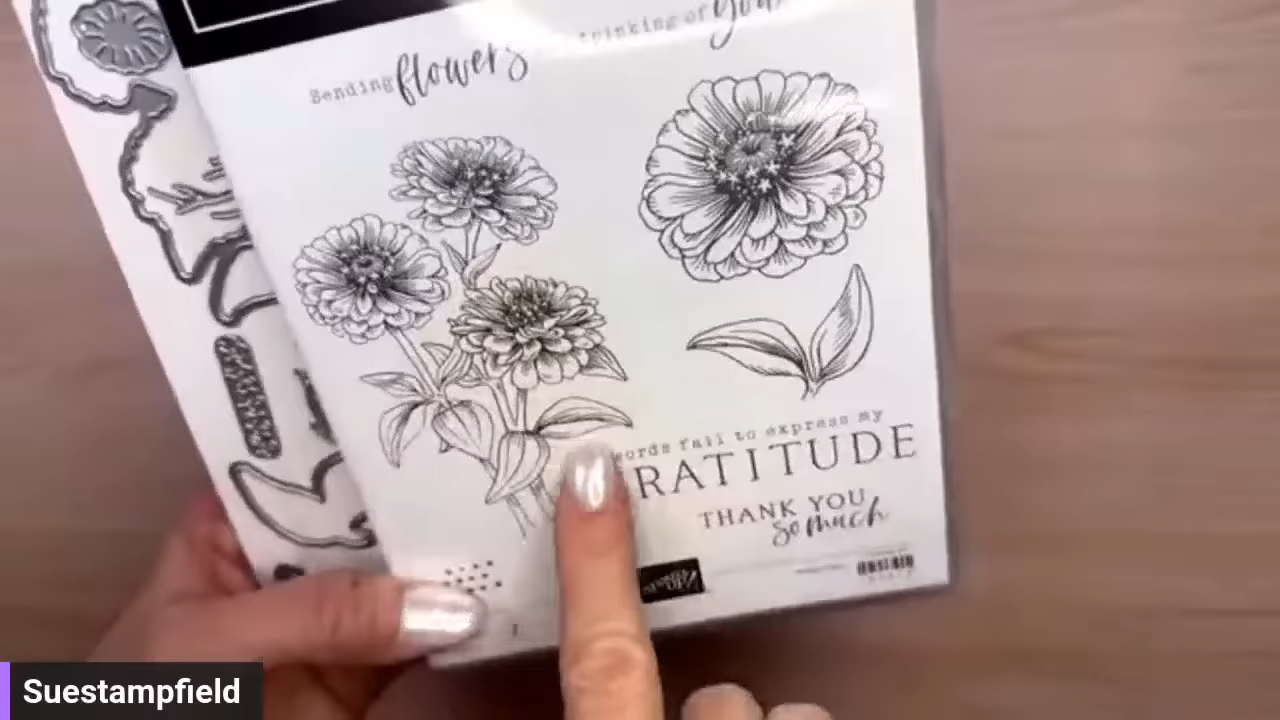 thinking of you
Sending flowers
words fail to express my
RATITUDE
THANK YOU
so much
Suestampfield